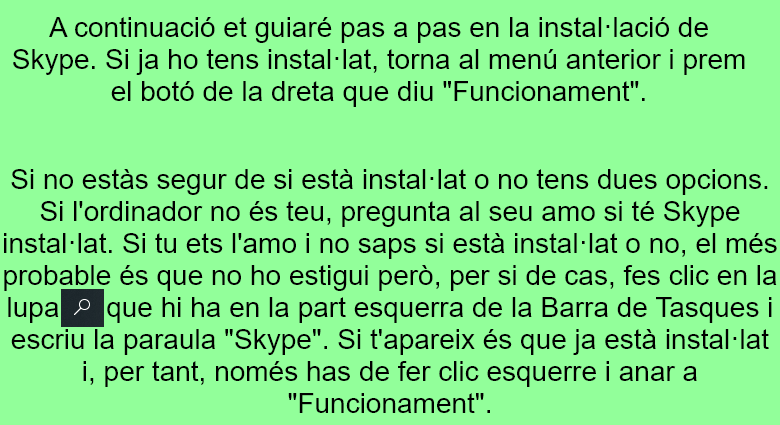 A continuació et guiaré pas a pas en la instal·lació de
Skype. Si ja ho tens instal·lat, torna al menú anterior i prem
el botó de la dreta que diu "Funcionament".
Si no estàs segur de si està instal·lat o no tens dues opcions.
Si l'ordinador no és teu, pregunta al seu amo si té Skype
instal·lat. Si tu ets l'amo i no saps si està instal·lat o no, el més
probable és que no ho estigui però, per si de cas, fes clic en la
lupa que hi ha en la part esquerra de la Barra de Tasques i
escriu la paraula "Skype". Si t'apareix és que ja està instal·lat
i, per tant, només has de fer clic esquerre i anar a
"Funcionament".